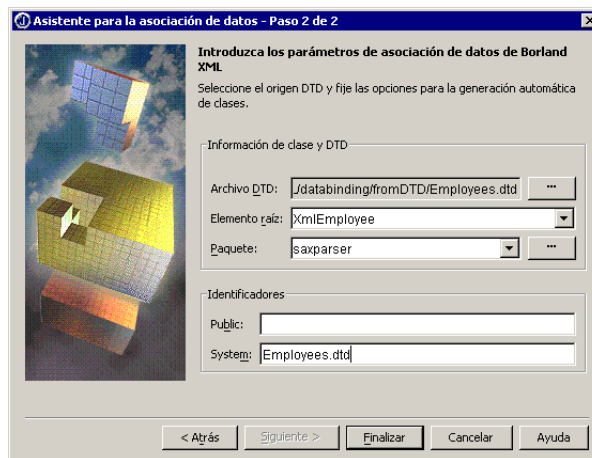 Asistente para la asociación de datos - Paso 2 de 2
Introduzca los parámetros de asociación de datos de Borland
XML
Seleccione el origen DTD y fije las opciones para la generación automática
de clases.
Información de clase y DTD
Archivo DTD: ./databinding/fromDTD/Employees.dtd ...
Elemento raíz: XmlEmployee
Paquete: saxparser ...
Identificadores
Public:
System: Employees.dtd
< Atrás Siguiente > Finalizar Cancelar Ayuda